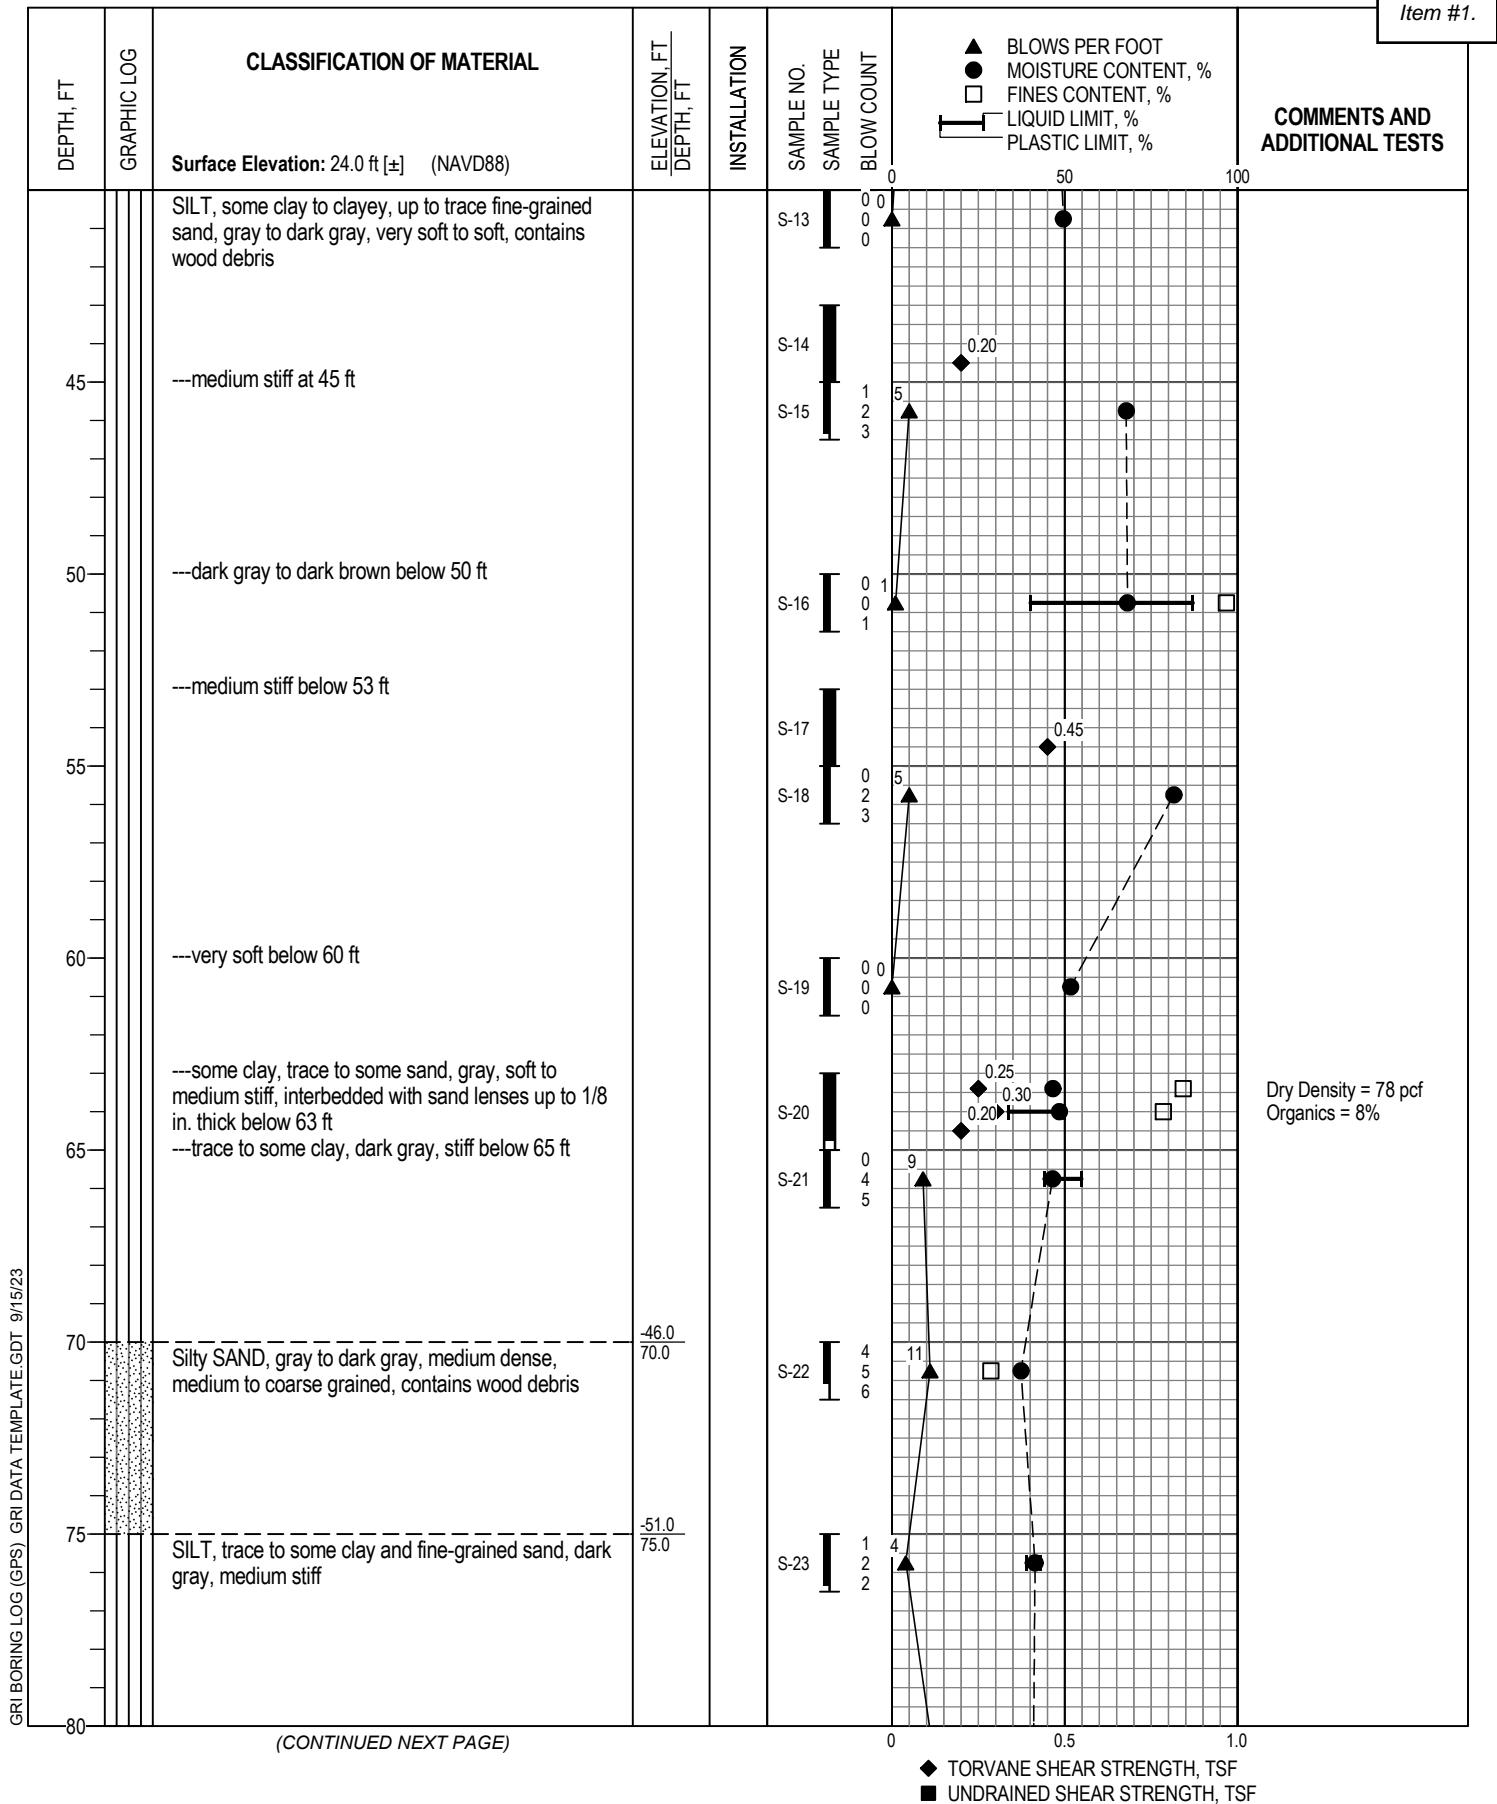 Item #1.
DEPTH, FT
GRAPHIC LOG
CLASSIFICATION OF MATERIAL
Surface Elevation: 24.0 ft [±] (NAVD88)
ELEVATION, FT
DEPTH, FT
INSTALLATION
SAMPLE NO.
SAMPLE TYPE
BLOW COUNT
BLOWS PER FOOT
MOISTURE CONTENT, %
FINES CONTENT, %
LIQUID LIMIT, %
PLASTIC LIMIT, %
COMMENTS AND
ADDITIONAL TESTS
0 50 100
SILT, some clay to clayey, up to trace fine-grained
sand, gray to dark gray, very soft to soft, contains
wood debris
S-13
0
0
0
0
S-14
0.20
45
---medium stiff at 45 ft
S-15
1
2
3
5
50
---dark gray to dark brown below 50 ft
S-16
0
0
1
1
---medium stiff below 53 ft
S-17
0.45
55
S-18
0
2
3
5
60
---very soft below 60 ft
S-19
0
0
0
0
---some clay, trace to some sand, gray, soft to
medium stiff, interbedded with sand lenses up to 1/8
in. thick below 63 ft
S-20
0.25
0.30
0.20
Dry Density = 78 pcf
Organics = 8%
65
---trace to some clay, dark gray, stiff below 65 ft
S-21
0
4
5
9
70
-46.0
70.0
Silty SAND, gray to dark gray, medium dense,
medium to coarse grained, contains wood debris
S-22
4
5
6
11
75
-51.0
75.0
SILT, trace to some clay and fine-grained sand, dark
gray, medium stiff
S-23
1
2
2
4
80
(CONTINUED NEXT PAGE)
0 0.5 1.0
TORVANE SHEAR STRENGTH, TSF
UNDRAINED SHEAR STRENGTH, TSF
GRI BORING LOG (GPS) GRI DATA TEMPLATE.GDT 9/15/23